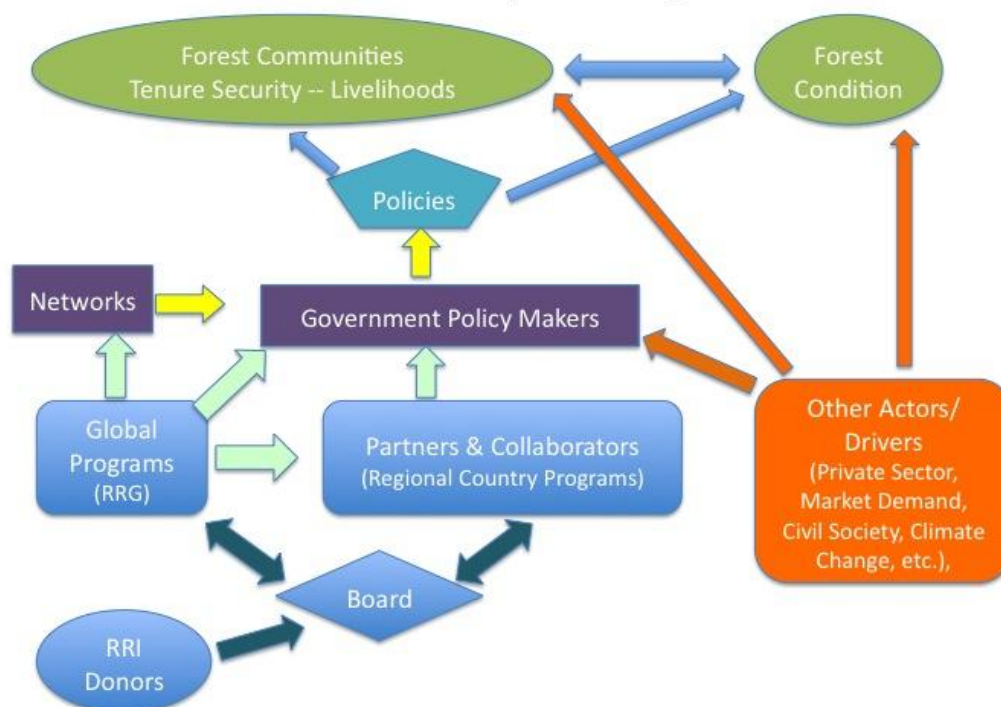 Forest Communities
Tenure Security -- Livelihoods
Forest
Condition
Policies
Networks
Government Policy Makers
Global
Programs
(RRG)
Partners & Collaborators
(Regional Country Programs)
Other Actors/
Drivers
(Private Sector,
Market Demand,
Civil Society, Climate
Change, etc.),
Board
RRI
Donors